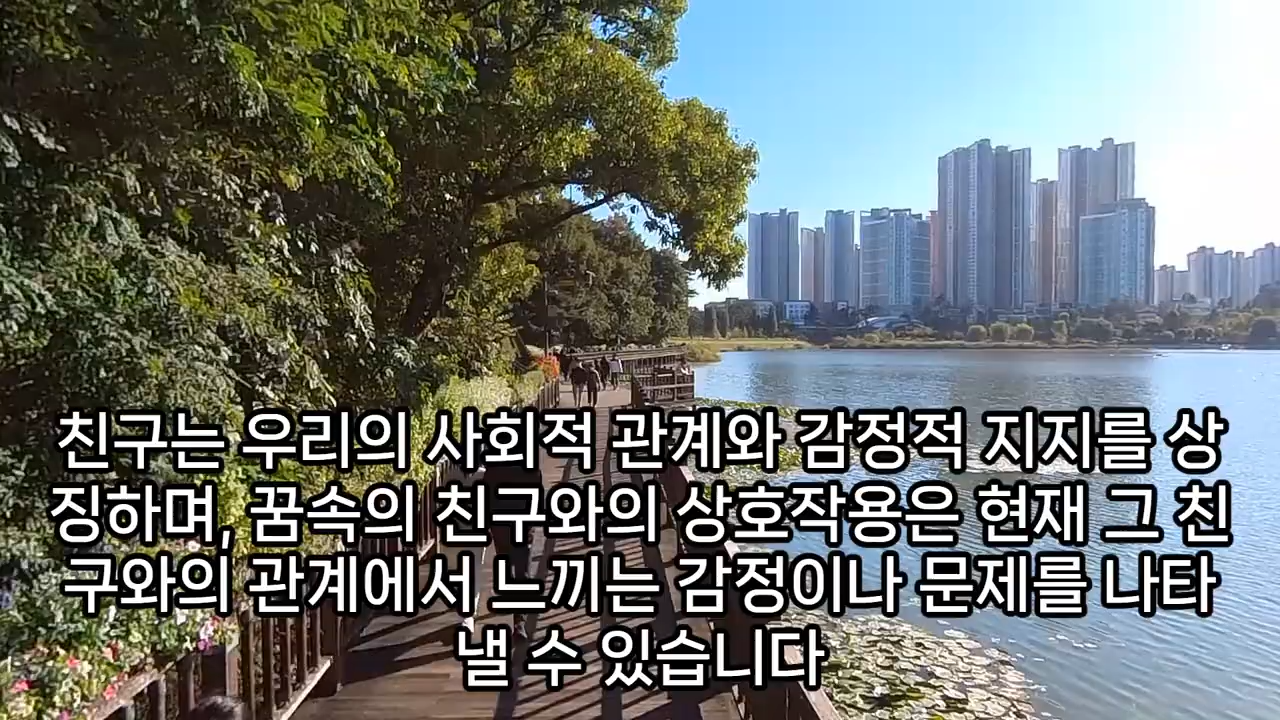 친구는 우리의 사회적 관계와 감정적 지지를 상
징하며, 꿈속의 친구와의 상호작용은 현재 그 친
구와의 관계에서 느끼는 감정이나 문제를 나타
낼 수 있습니다